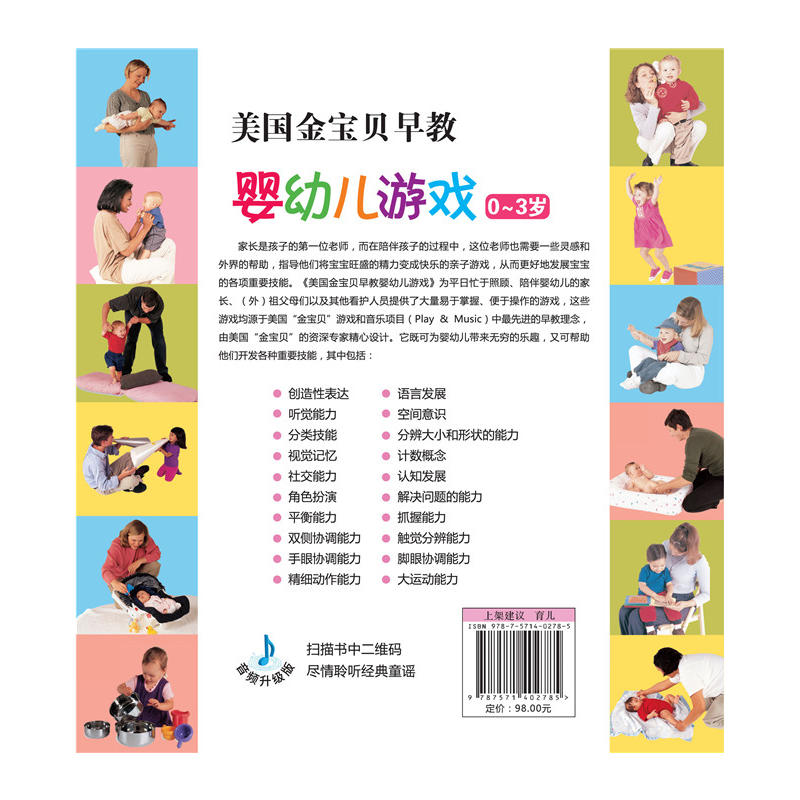 美国金宝贝早教
婴幼儿游戏 0~3岁
家长是孩子的第一位老师，而在陪伴孩子的过程中，这位老师也需要一些灵感和
外界的帮助，指导他们将宝宝旺盛的精力变成快乐的亲子游戏，从而更好地发展宝宝
的各项重要技能。《美国金宝贝早教婴幼儿游戏》为平日忙于照顾、陪伴婴幼儿的家
长、（外）祖父母们以及其他看护人员提供了大量易于掌握、便于操作的游戏，这些
游戏均源于美国“金宝贝”游戏和音乐项目（Play & Music）中最先进的早教理念，
由美国“金宝贝”的资深专家精心设计。它既可为婴幼儿带来无穷的乐趣，又可帮助
他们开发各种重要技能，其中包括：
● 创造性表达 ● 语言发展
● 听觉能力 ● 空间意识
● 分类技能 ● 分辨大小和形状的能力
● 视觉记忆 ● 计数概念
● 社交能力 ● 认知发展
● 角色扮演 ● 解决问题的能力
● 平衡能力 ● 抓握能力
● 双侧协调能力 ● 触觉分辨能力
● 手眼协调能力 ● 脚眼协调能力
● 精细动作能力 ● 大运动能力
音频升级版
扫描书中二维码
尽情聆听经典童谣
上架建议 育儿
ISBN 978-7-5714-0278-5
9 787571 402785>
定价：98.00元